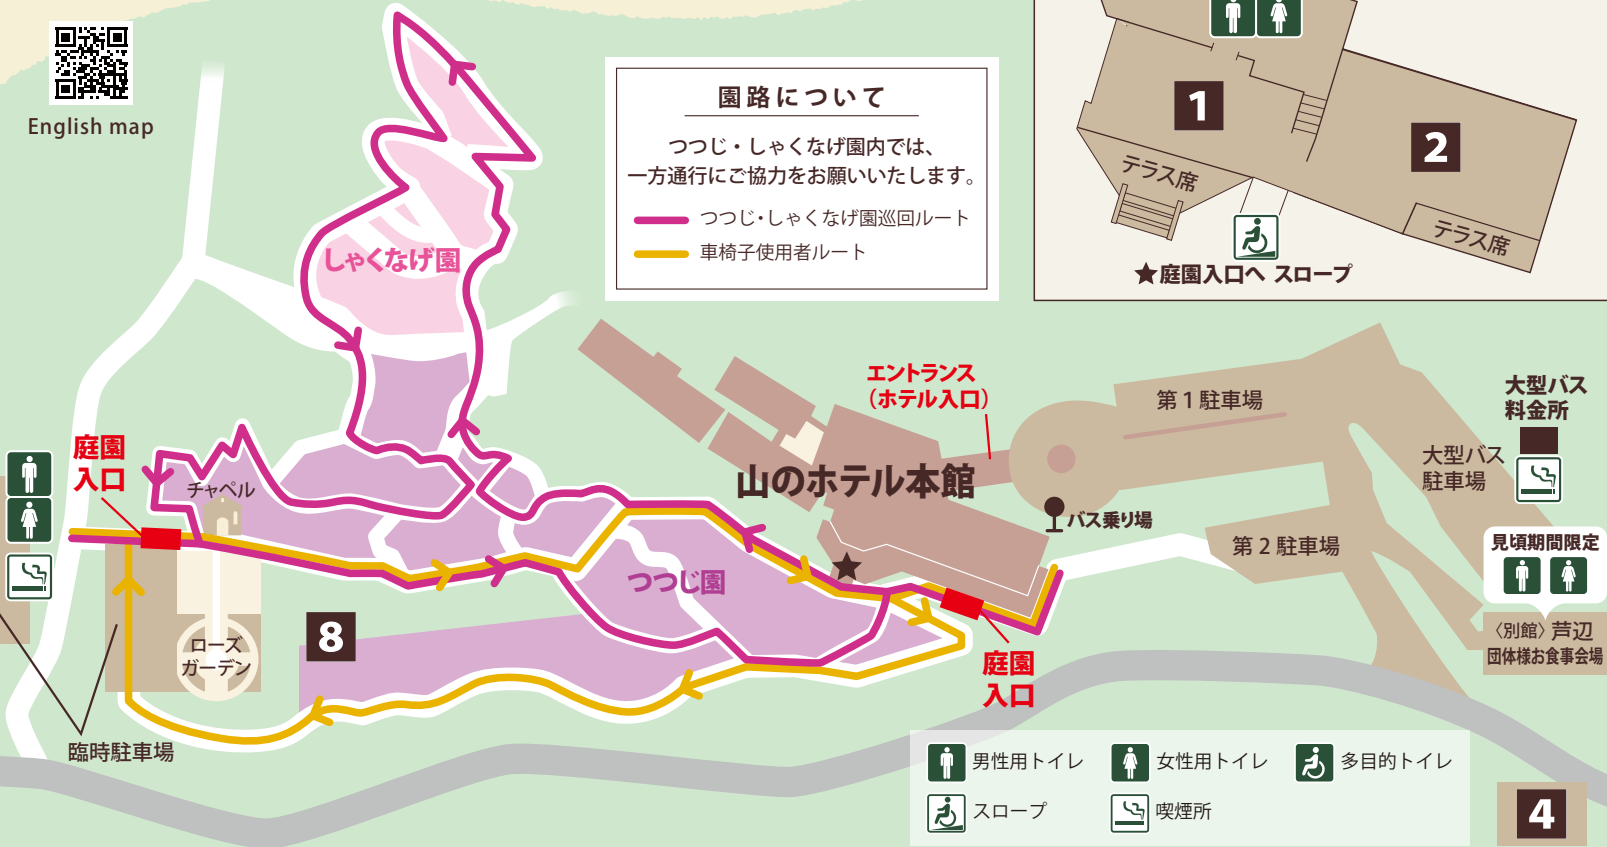 English map
園路について
つつじ・しゃくなげ園内では、
一方通行にご協力をお願いいたします。
つつじ・しゃくなげ園巡回ルート
車椅子使用者ルート
1
2
テラス席
テラス席
★庭園入口へ スロープ
しゃくなげ園
エントランス
（ホテル入口）
第1駐車場
大型バス
料金所
大型バス
駐車場
庭園
入口
チャペル
山のホテル本館
バス乗り場
第2駐車場
見頃期間限定
つつじ園
8
ローズ
ガーデン
〈別館〉芦辺
団体様お食事会場
庭園
入口
臨時駐車場
男性用トイレ
女性用トイレ
多目的トイレ
スロープ
喫煙所
4